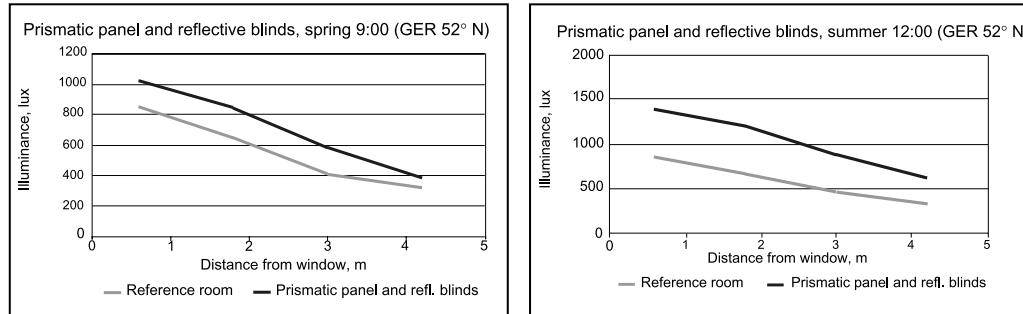 Prismatic panel and reflective blinds, spring 9:00 (GER 52° N)
1200
1000
800
600
400
200
0
Illuminance, lux
0 1 2 3 4 5
Distance from window, m
Reference room Prismatic panel and refl. blinds
Prismatic panel and reflective blinds, summer 12:00 (GER 52° N
2000
1500
1000
500
0
Illuminance, lux
0 1 2 3 4 5
Distance from window, m
Reference room Prismatic panel and refl. blinds